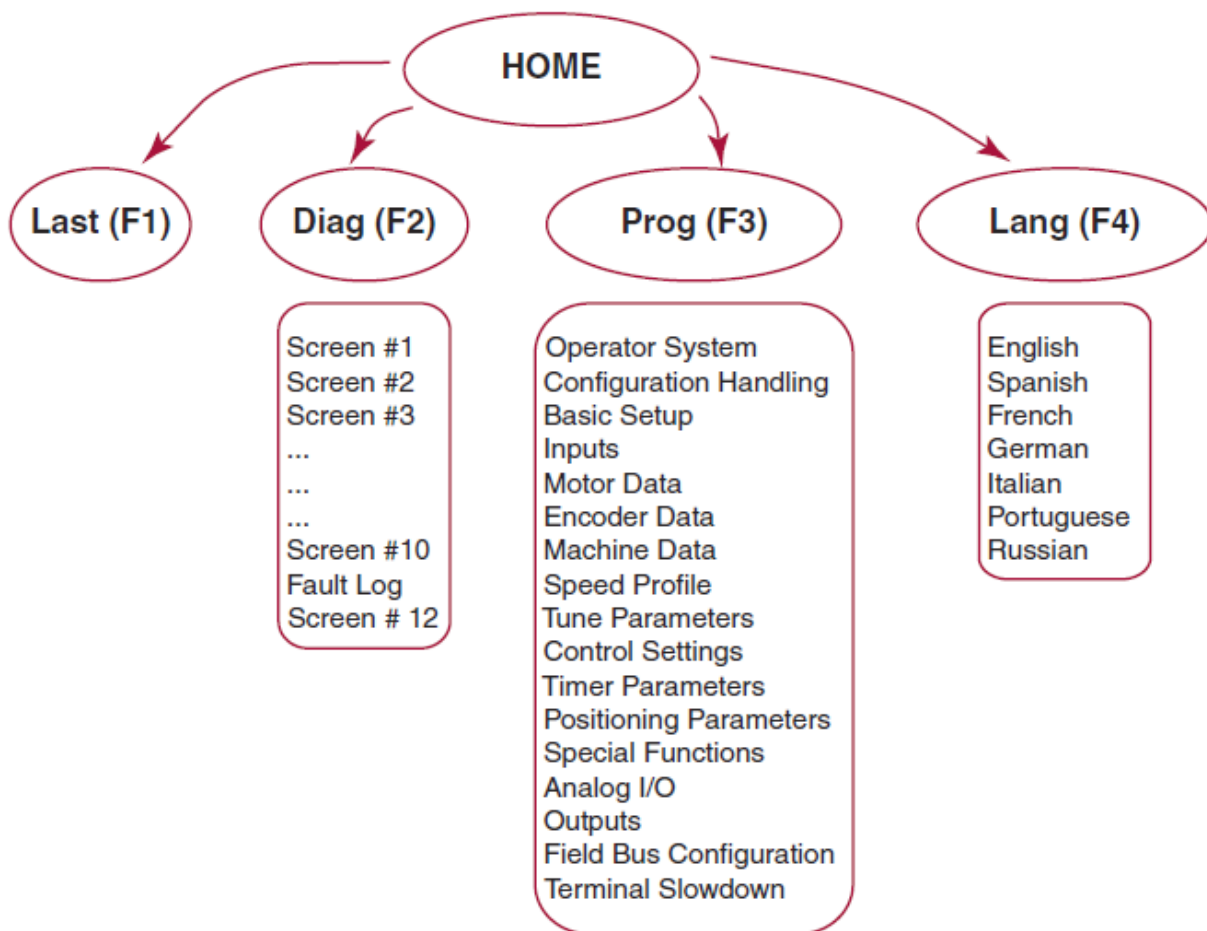 HOME
Last (F1)
Diag (F2)
Prog (F3)
Lang (F4)
Screen #1
Screen #2
Screen #3
...
...
...
Screen #10
Fault Log
Screen # 12
Operator System
Configuration Handling
Basic Setup
Inputs
Motor Data
Encoder Data
Machine Data
Speed Profile
Tune Parameters
Control Settings
Timer Parameters
Positioning Parameters
Special Functions
Analog I/O
Outputs
Field Bus Configuration
Terminal Slowdown
English
Spanish
French
German
Italian
Portuguese
Russian